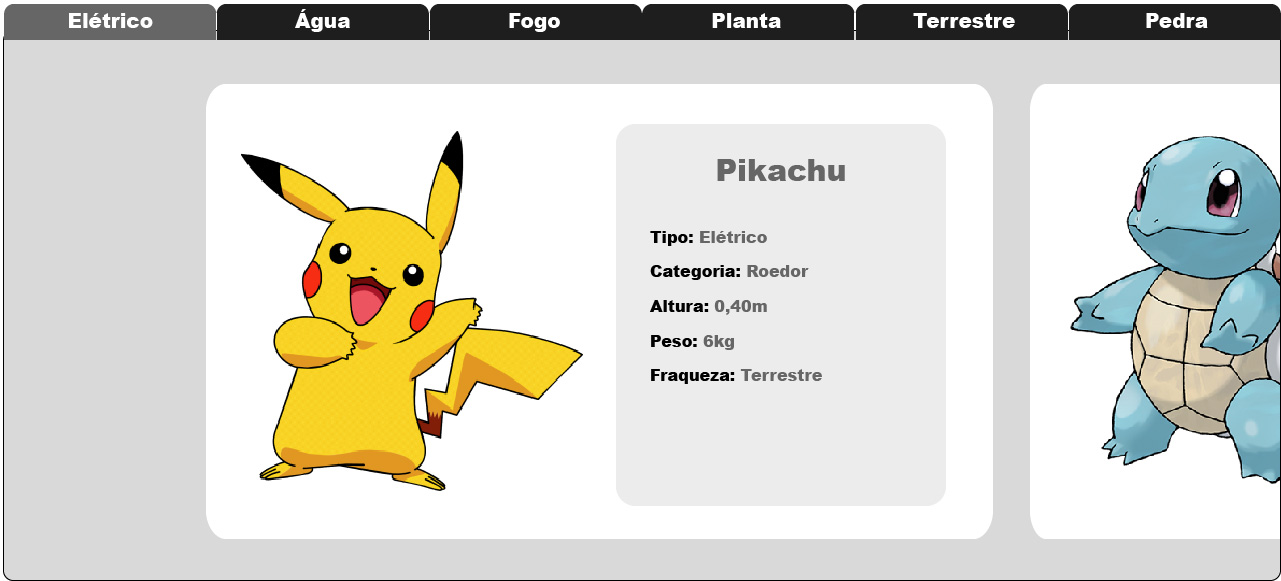 Elétrico Água Fogo Planta Terrestre Pedra
Pikachu
Tipo: Elétrico
Categoria: Roedor
Altura: 0,40m
Peso: 6kg
Fraqueza: Terrestre